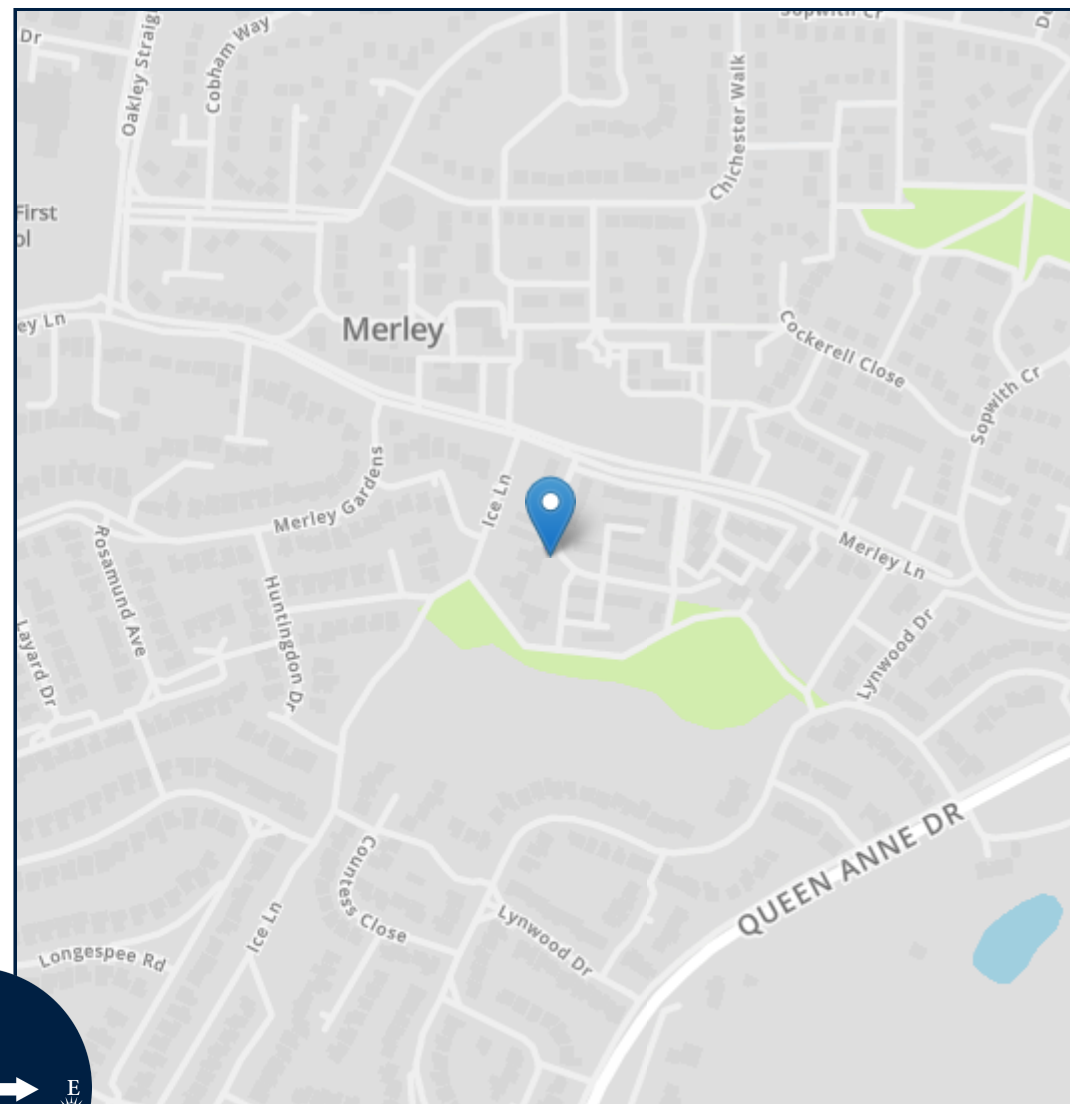 Dr
Oakley Straig
Cobham Way
Sopwith Cr
Chichester Walk
First
ol
ey Ln
Merley
Cockerell Close
Sopwith Cr
Merley Gardens
Ice Ln
Merley Ln
Rosamund Ave
Huntingdon Dr
Layard Dr
Lynwood Dr
QUEEN ANNE DR
Countess Close
Lynwood Dr
Ice Ln
Longespee Rd
E